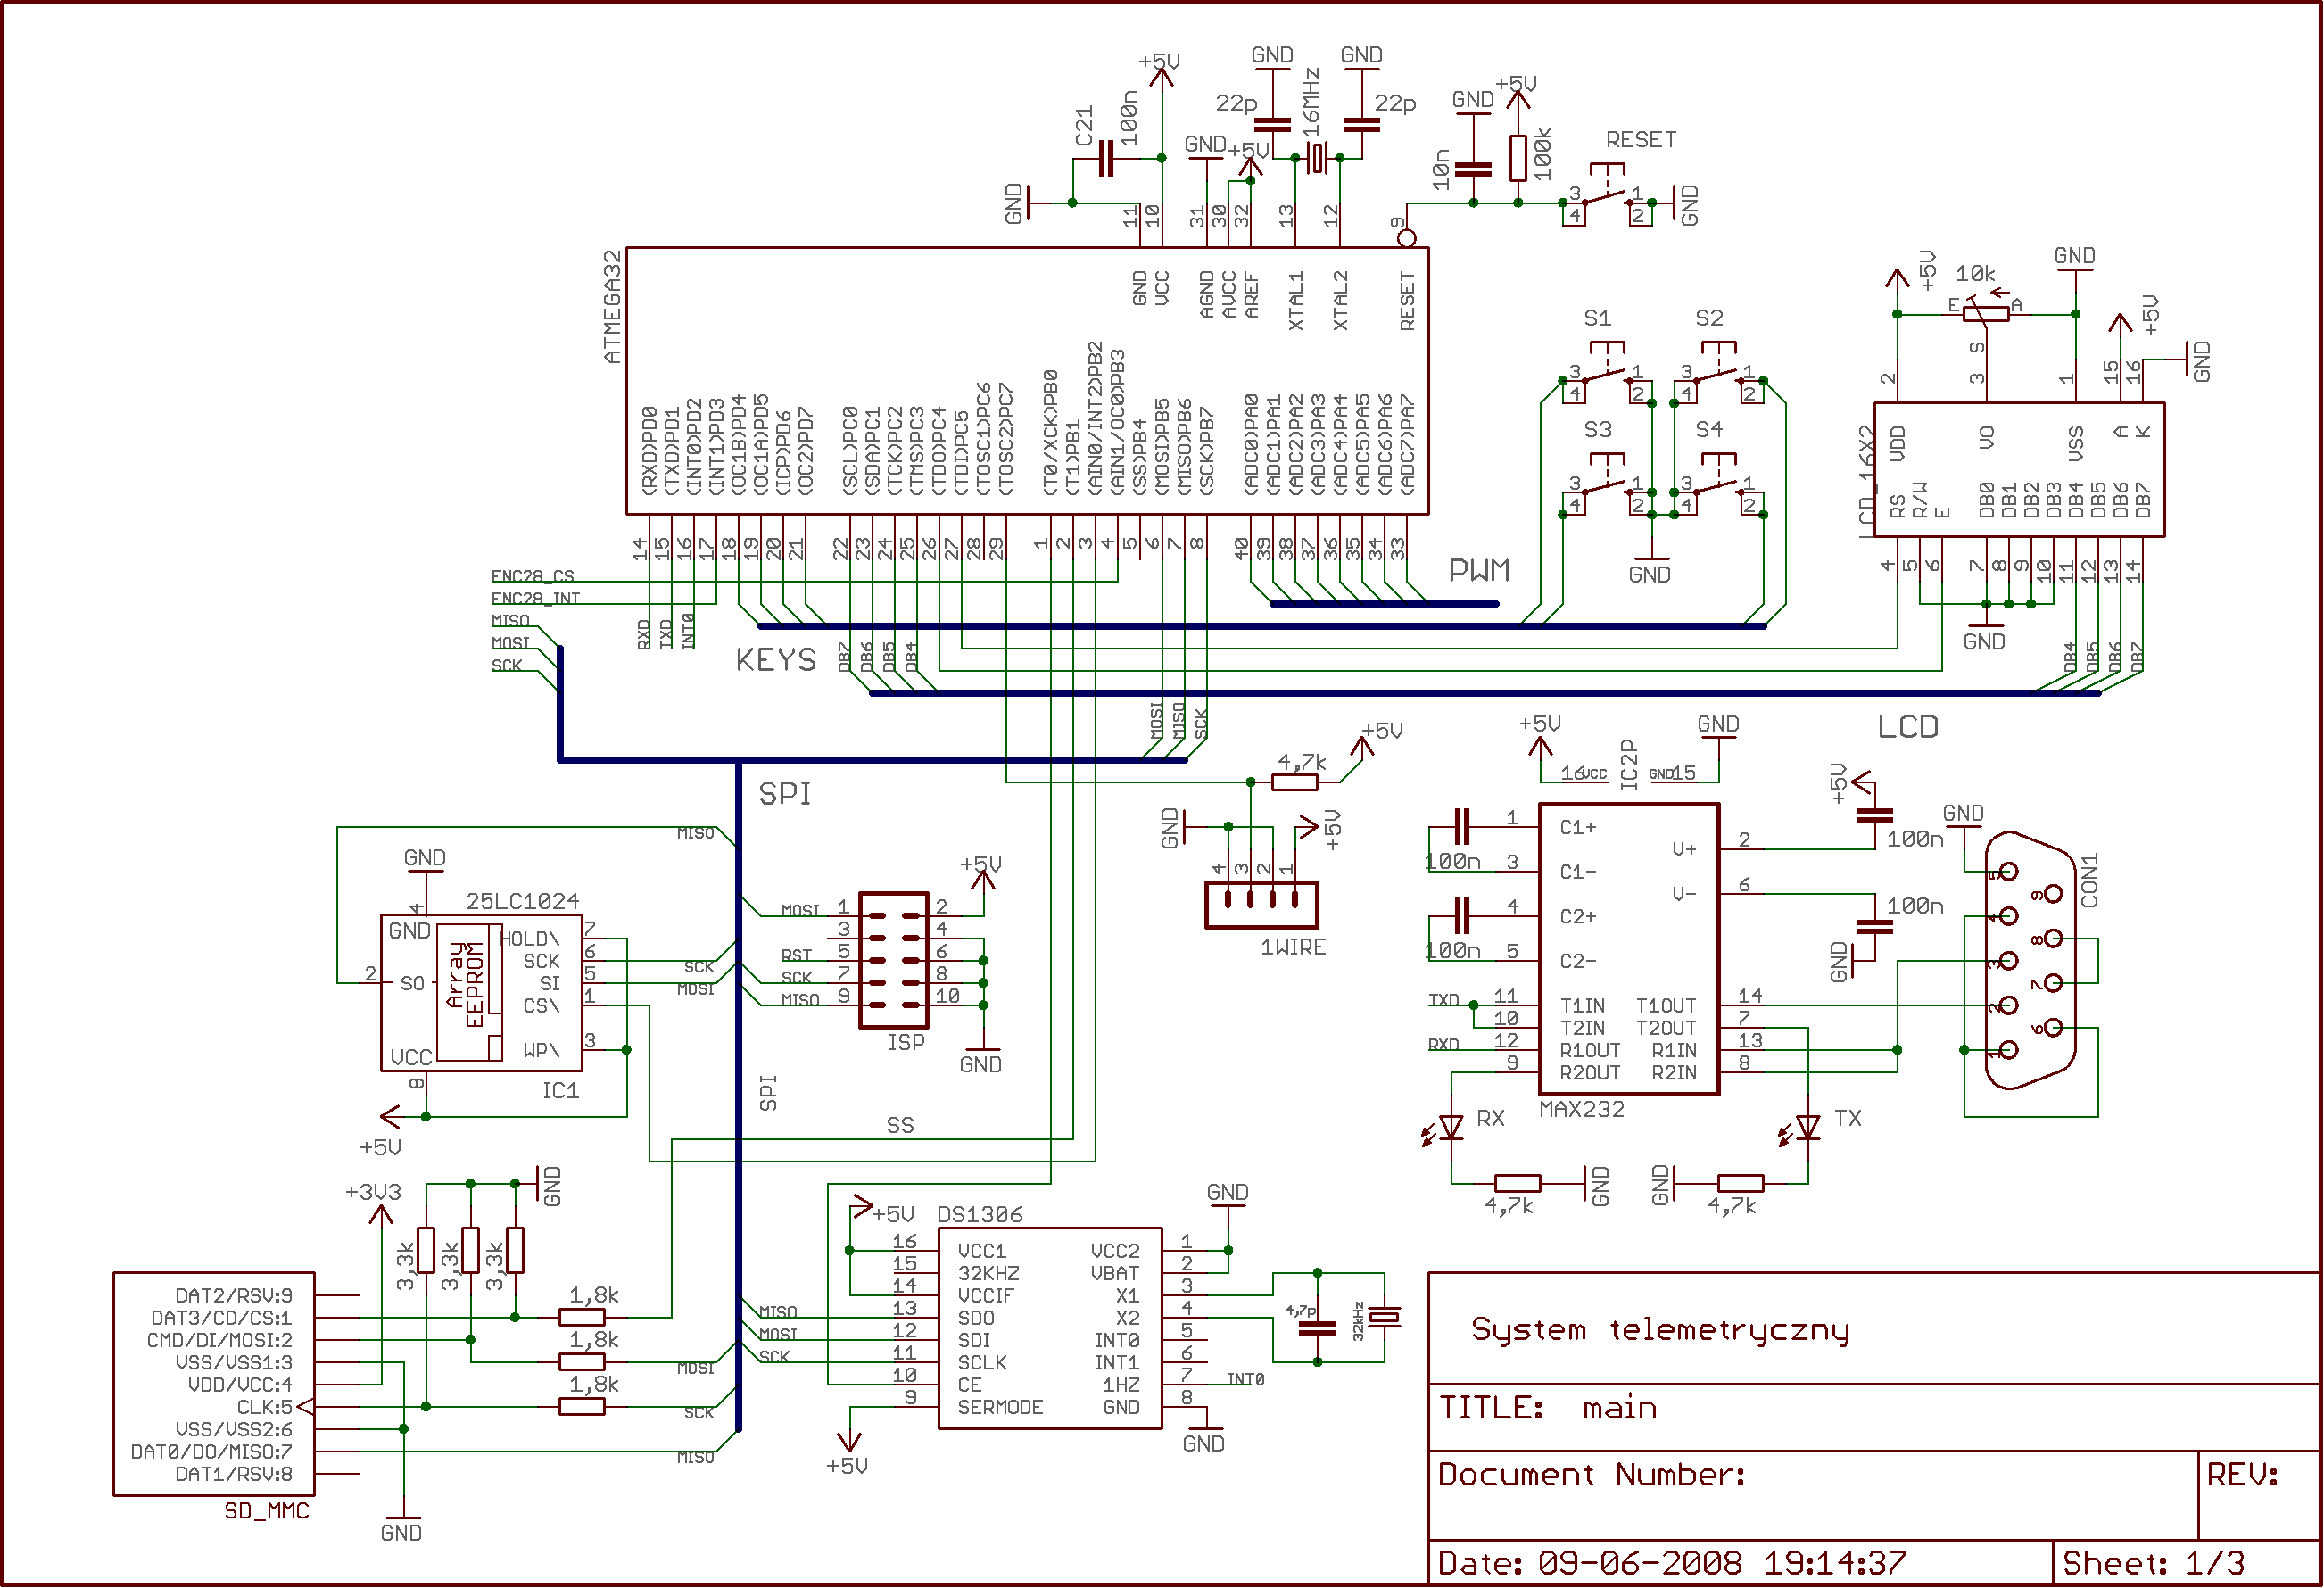 +5V
GND
GND
22p
16MHz
22p
C21
100n
GND
+5V
GND
+5V
10n
100k
RESET
3
4
1
2
GND
GND
11
10
31
30
32
13
12
9
ATMEGA32
GND
VCC
AGND
AVCC
AREF
XTAL1
XTAL2
RESET
(RXD)PD0
(TXD)PD1
(INT0)PD2
(INT1)PD3
(OC1B)PD4
(OC1A)PD5
(ICP)PD6
(OC2)PD7
(SCL)PC0
(SDA)PC1
(TCK)PC2
(TMS)PC3
(TDO)PC4
(TDI)PC5
(TOSC1)PC6
(TOSC2)PC7
(T0/XCK)PB0
(T1)PB1
(AIN0/INT2)PB2
(AIN1/OC0)PB3
(SS)PB4
(MOSI)PB5
(MISO)PB6
(SCK)PB7
(ADC0)PA0
(ADC1)PA1
(ADC2)PA2
(ADC3)PA3
(ADC4)PA4
(ADC5)PA5
(ADC6)PA6
(ADC7)PA7
14
15
16
17
18
19
20
21
22
23
24
25
26
27
28
29
1
2
3
4
5
6
7
8
40
39
38
37
36
35
34
33
S1
3
4
1
2
S2
3
4
1
2
S3
3
4
1
2
S4
3
4
1
2
GND
PWM
+5V
10k
E
A
S
GND
+5V
GND
2
3
1
15
16
LCD_16X2
VDD
VO
VSS
A
K
RS
R/W
E
DB0
DB1
DB2
DB3
DB4
DB5
DB6
DB7
4
5
6
7
8
9
10
11
12
13
14
GND
DB4
DB5
DB6
DB7
LCD
ENC28_CS
ENC28_INT
MISO
MOSI
SCK
RXD
TXD
INT0
KEYS
DB7
DB6
DB5
DB4
MOSI
MISO
SCK
SPI
4,7k
+5V
GND
+5V
4
3
2
1
1WIRE
+5V
GND
16
VCC
IC2P
GND
15
1
C1+
100n
3
C1-
4
C2+
100n
5
C2-
TXD
11
T1IN
10
T2IN
RXD
12
R1OUT
9
R2OUT
V+
2
V-
6
T1OUT
14
T2OUT
7
R1IN
13
R2IN
8
MAX232
+5V
100n
100n
GND
GND
CON1
5
9
4
8
3
7
2
6
1
RX
4,7k
GND
TX
4,7k
GND
MISO
GND
25LC1024
4
GND
2
SO
Array
EEPROM
HOLD\
7
SCK
6
SI
5
CS\
1
WP\
3
VCC
8
IC1
+5V
SCK
MOSI
+5V
MOSI
1
2
3
4
RST
5
6
SCK
7
8
MISO
9
10
ISP
GND
SPI
SS
+3V3
GND
3,3k
3,3k
3,3k
DAT2/RSV:9
DAT3/CD/CS:1
CMD/DI/MOSI:2
VSS/VSS1:3
VDD/VCC:4
CLK:5
VSS/VSS2:6
DAT0/DO/MISO:7
DAT1/RSV:8
SD_MMC
GND
1,8k
1,8k
1,8k
MOSI
SCK
MISO
+5V
DS1306
GND
16
VCC1
15
32KHZ
14
VCCIF
MISO
13
SDO
MOSI
12
SDI
SCK
11
SCLK
10
CE
9
SERMODE
+5V
VCC2
1
VBAT
2
X1
3
X2
4
INT0
5
INT1
6
1HZ
7
INT0
GND
8
GND
4,7p
32kHz
System telemetryczny
TITLE: main
Document Number:
REV:
Date: 09-06-2008 19:14:37
Sheet: 1/3